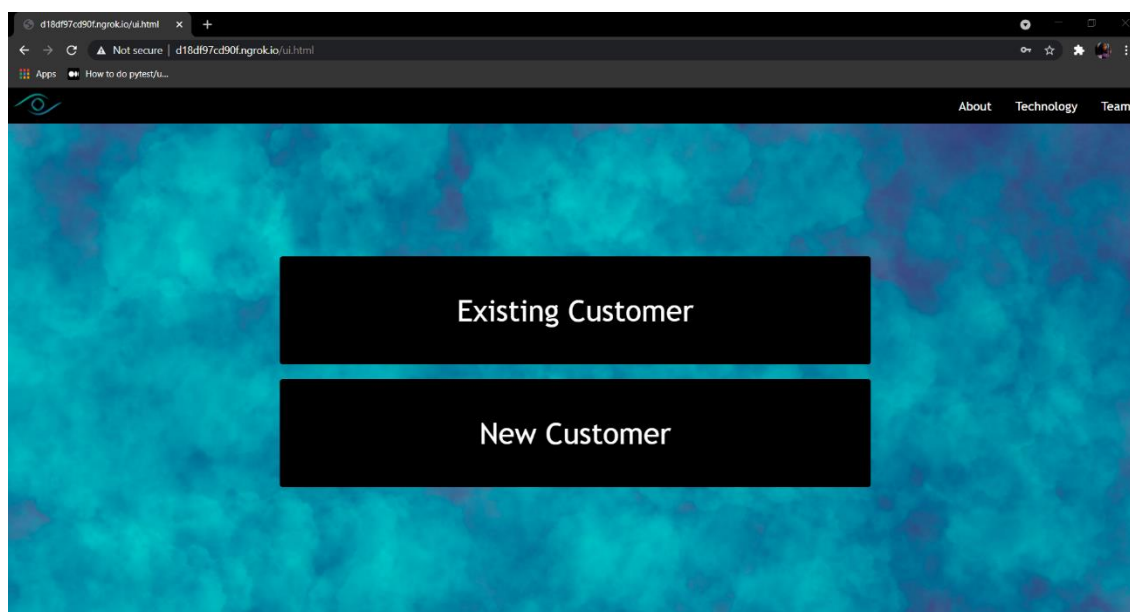 d18df97cd90f.ngrok.io/ui.html
Not secure | d18df97cd90f.ngrok.io/ui.html
Apps How to do pytest/u...
About Technology Team
Existing Customer
New Customer